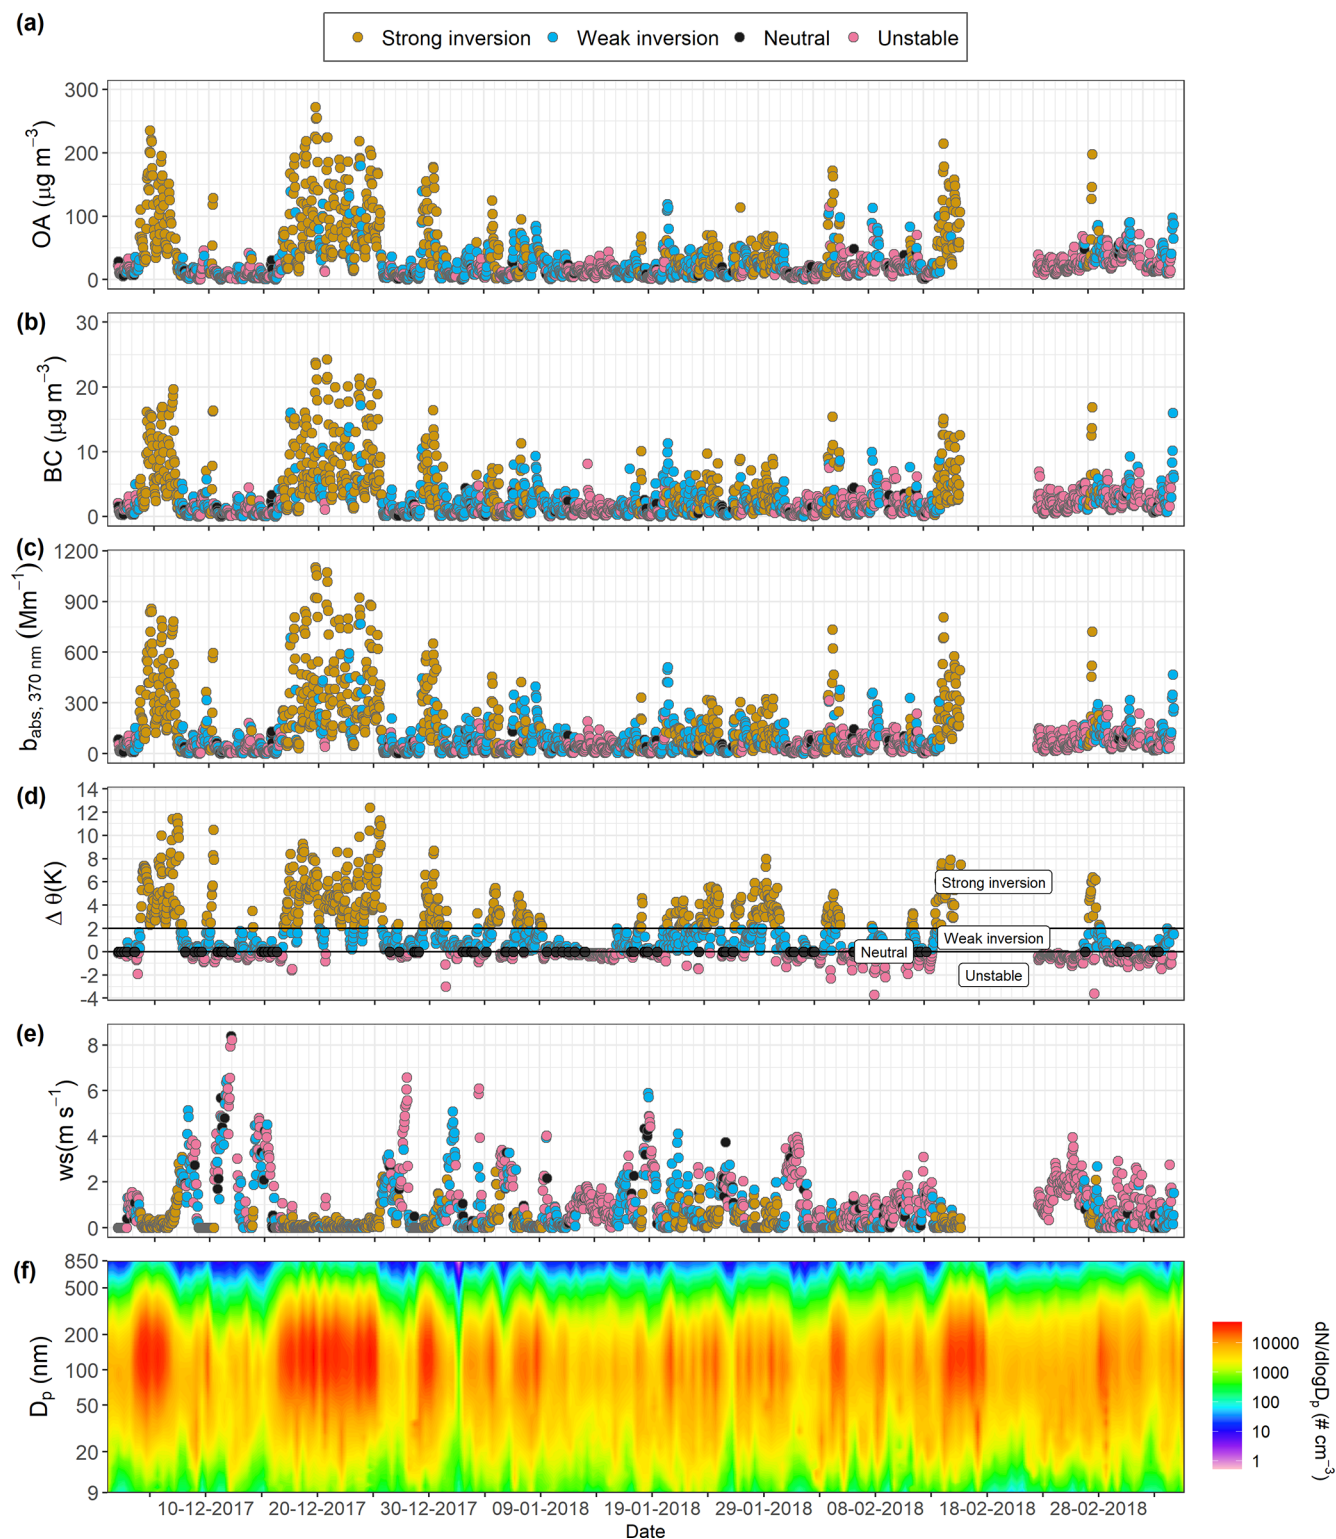 (a)
Strong inversion Weak inversion Neutral Unstable
300
200
100
0
OA (μg m−3)
(b)
30
20
10
0
BC (μg m−3)
(c)
1200
900
600
300
0
babs, 370 nm (Mm−1)
(d)
14
12
10
8
6
4
2
0
-2
-4
Δ θ(K)
Strong inversion
Weak inversion
Neutral
Unstable
(e)
8
6
4
2
0
ws(m s−1)
(f)
850
500
200
100
50
20
9
Dp (nm)
10000
1000
100
10
1
dN/dlogDp (# cm−3)
10-12-2017 20-12-2017 30-12-2017 09-01-2018 19-01-2018 29-01-2018 08-02-2018 18-02-2018 28-02-2018
Date